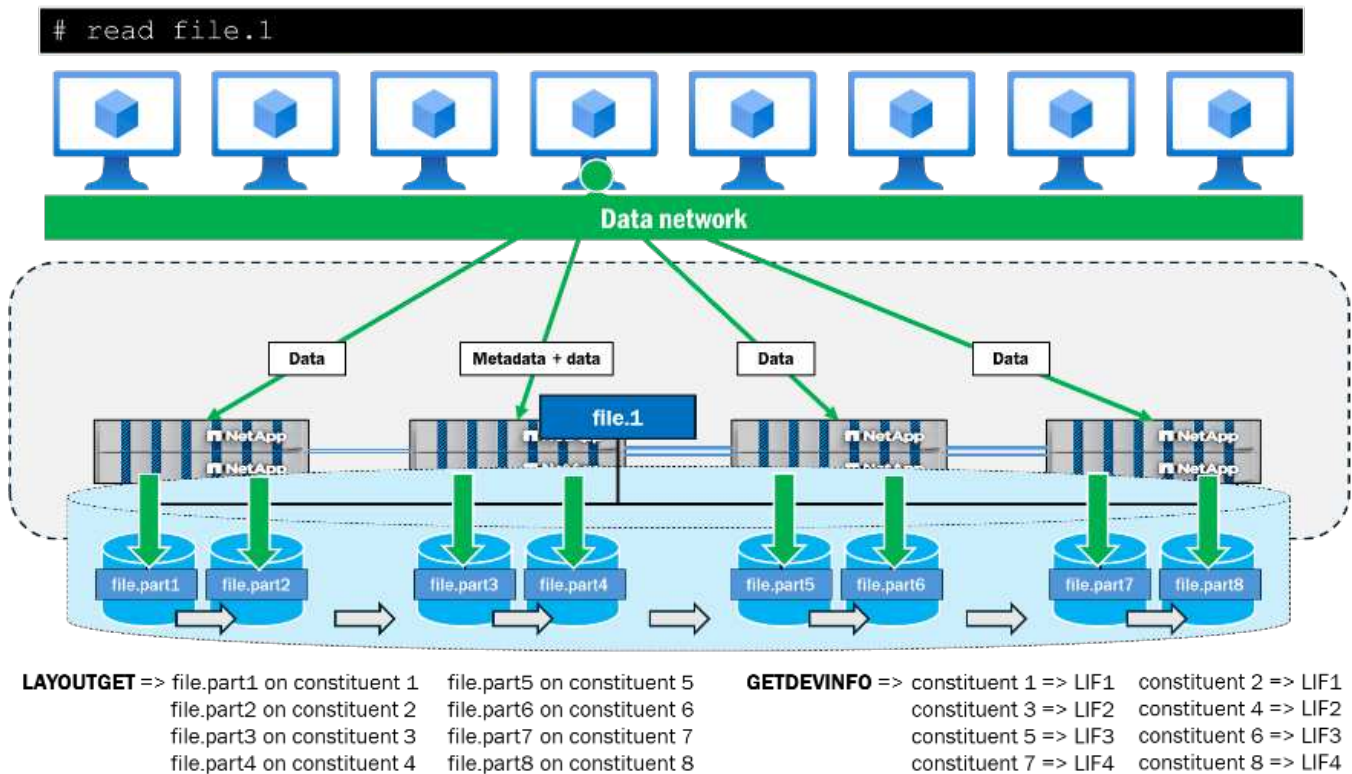 # read file.1
Data network
Data
Metadata + data
Data
Data
file.1
NetApp
NetApp
NetApp
NetApp
NetApp
NetApp
NetApp
NetApp
file.part1
file.part2
file.part3
file.part4
file.part5
file.part6
file.part7
file.part8
LAYOUTGET => file.part1 on constituent 1
file.part2 on constituent 2
file.part3 on constituent 3
file.part4 on constituent 4
file.part5 on constituent 5
file.part6 on constituent 6
file.part7 on constituent 7
file.part8 on constituent 8
GETDEVINFO => constituent 1 => LIF1
constituent 3 => LIF2
constituent 5 => LIF3
constituent 7 => LIF4
constituent 2 => LIF1
constituent 4 => LIF2
constituent 6 => LIF3
constituent 8 => LIF4